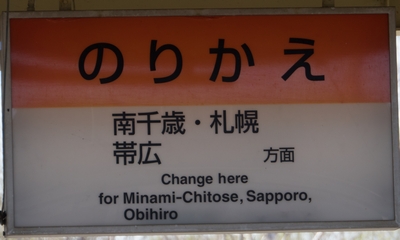 のりかえ
南千歳・札幌
帯広 方面
Change here
for Minami-Chitose, Sapporo,
Obihiro